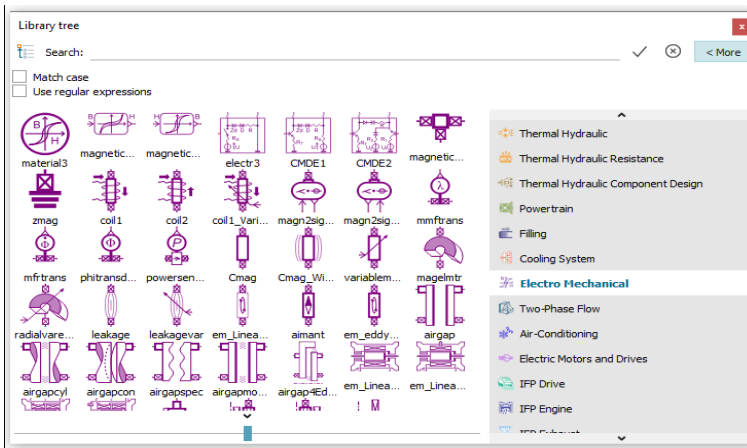 Library tree
Search:
< More
Match case
Use regular expressions
material3 magnetic... magnetic... electr3 CMDE1 CMDE2 magnetic...
zmag coil1 coil2 coil1_Vari... magn2sig... magn2sig... mmftrans
mfrtrans phitransd... powersen... Cmag Cmag_Wi... variablem... magelmtr
radialvare... leakage leakagevar em_Linea... aimant em_eddy... airgap
airgapcyl airgapcon airgapspec airgapmo... airgap4Ed... em_Linea... em_Linea...
Thermal Hydraulic
Thermal Hydraulic Resistance
Thermal Hydraulic Component Design
Powertrain
Filling
Cooling System
Electro Mechanical
Two-Phase Flow
Air-Conditioning
Electric Motors and Drives
IFP Drive
IFP Engine
IFP Exhaust